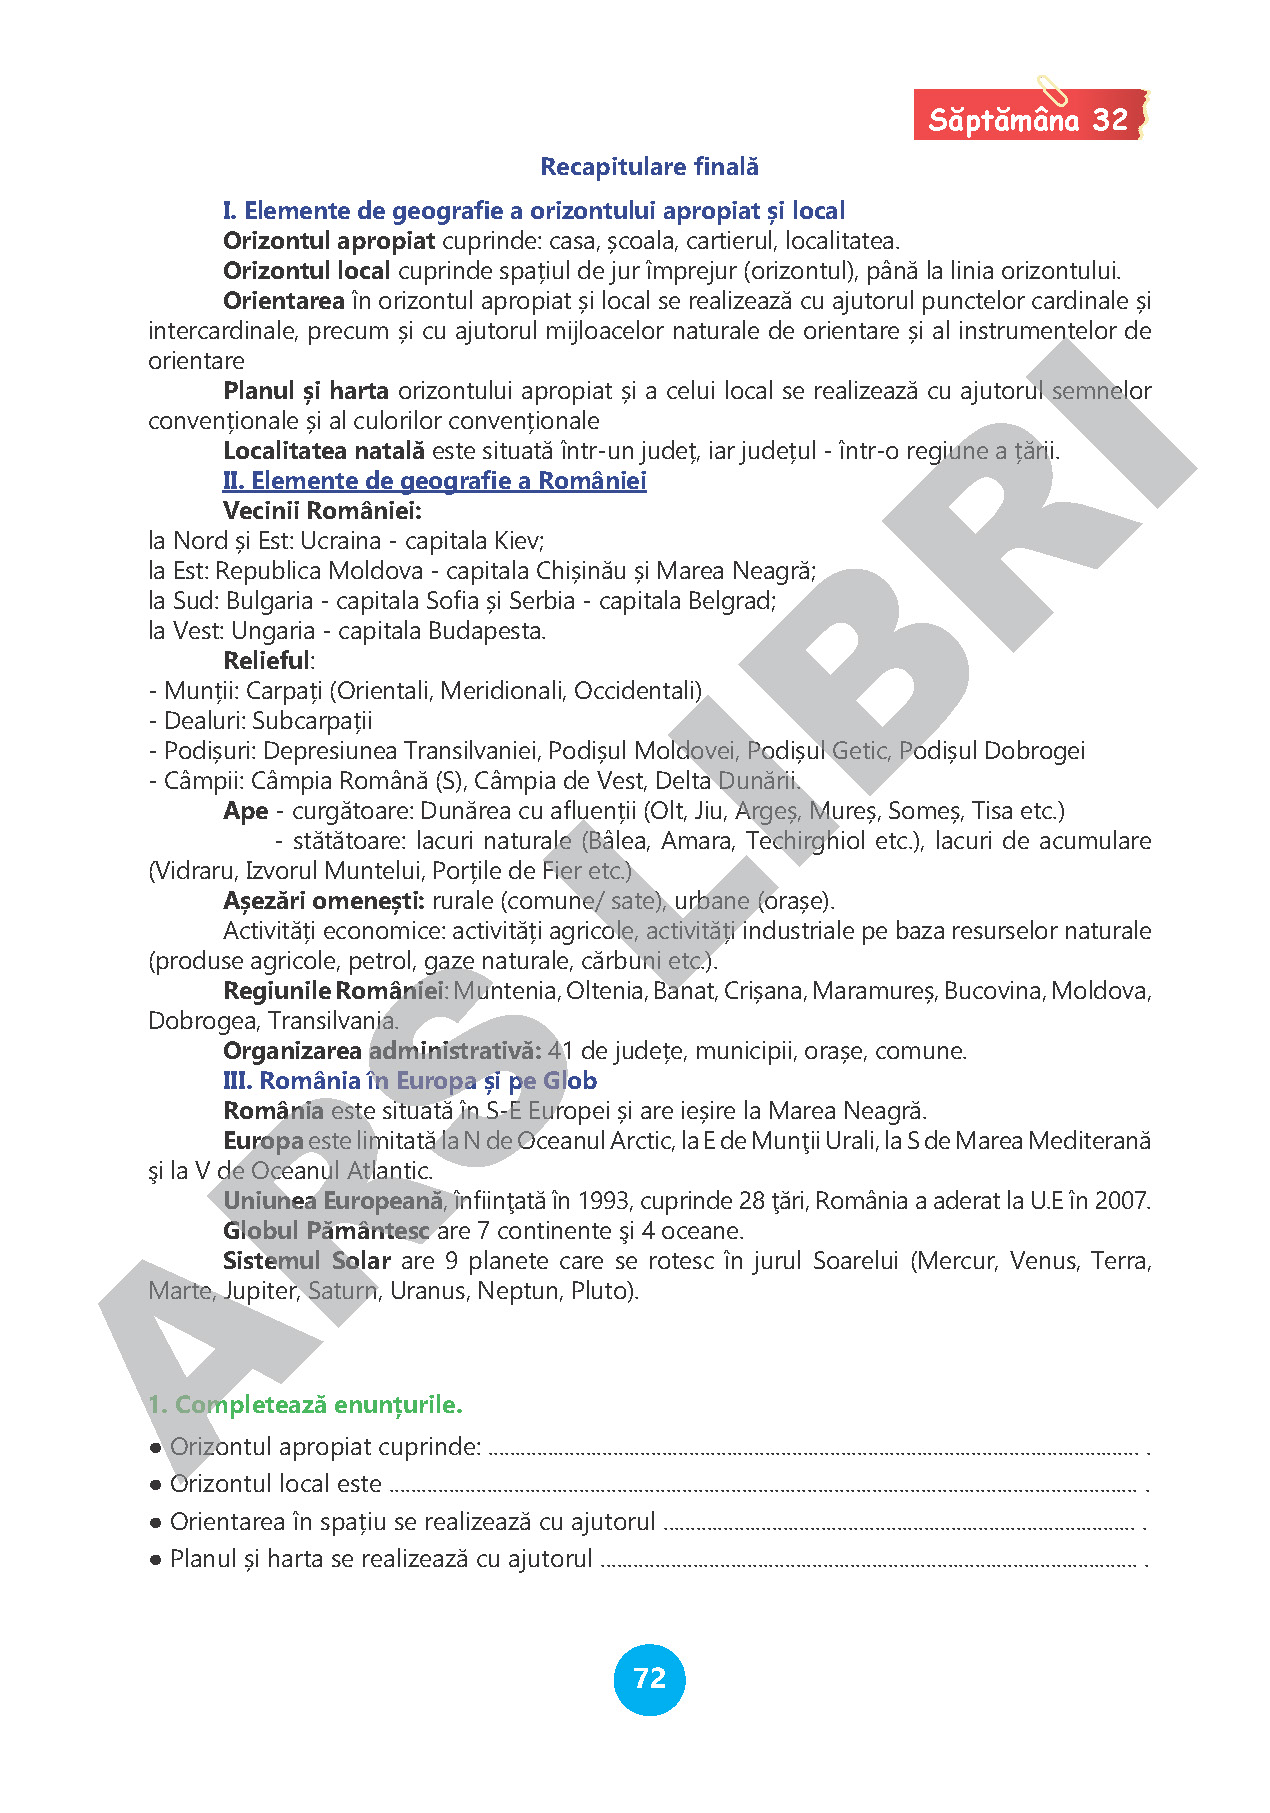 Săptămâna 32
Recapitulare finală
I. Elemente de geografie a orizontului apropiat și local
Orizontul apropiat cuprinde: casa, școala, cartierul, localitatea.
Orizontul local cuprinde spațiul de jur împrejur (orizontul), până la linia orizontului.
Orientarea în orizontul apropiat și local se realizează cu ajutorul punctelor cardinale și
intercardinale, precum și cu ajutorul mijloacelor naturale de orientare și al instrumentelor de
orientare
Planul și harta orizontului apropiat și a celui local se realizează cu ajutorul semnelor
convenționale și al culorilor convenționale
Localitatea natală este situată într-un județ, iar județul - într-o regiune a țării.
II. Elemente de geografie a României
Vecinii României:
la Nord și Est: Ucraina - capitala Kiev;
la Est: Republica Moldova - capitala Chișinău și Marea Neagră;
la Sud: Bulgaria - capitala Sofia și Serbia - capitala Belgrad;
la Vest: Ungaria - capitala Budapesta.
Relieful:
- Munții: Carpați (Orientali, Meridionali, Occidentali)
- Dealuri: Subcarpații
- Podișuri: Depresiunea Transilvaniei, Podișul Moldovei, Podișul Getic, Podișul Dobrogei
- Câmpii: Câmpia Română (S), Câmpia de Vest, Delta Dunării.
Ape - curgătoare: Dunărea cu afluenții (Olt, Jiu, Argeș, Mureș, Someș, Tisa etc.)
- stătătoare: lacuri naturale (Bâlea, Amara, Techirghiol etc.), lacuri de acumulare
(Vidraru, Izvorul Muntelui, Porțile de Fier etc.)
Așezări omenești: rurale (comune/ sate), urbane (orașe).
Activități economice: activități agricole, activități industriale pe baza resurselor naturale
(produse agricole, petrol, gaze naturale, cărbuni etc.).
Regiunile României: Muntenia, Oltenia, Banat, Crișana, Maramureș, Bucovina, Moldova,
Dobrogea, Transilvania.
Organizarea administrativă: 41 de județe, municipii, orașe, comune.
III. România în Europa și pe Glob
România este situată în S-E Europei și are ieșire la Marea Neagră.
Europa este limitată la N de Oceanul Arctic, la E de Munţii Urali, la S de Marea Mediterană
şi la V de Oceanul Atlantic.
Uniunea Europeană, înfiinţată în 1993, cuprinde 28 ţări, România a aderat la U.E în 2007.
Globul Pământesc are 7 continente şi 4 oceane.
Sistemul Solar are 9 planete care se rotesc în jurul Soarelui (Mercur, Venus, Terra,
Marte, Jupiter, Saturn, Uranus, Neptun, Pluto).
1. Completează enunțurile.
● Orizontul apropiat cuprinde: ........................................................................................................................ .
● Orizontul local este .......................................................................................................................................... .
● Orientarea în spațiu se realizează cu ajutorul ....................................................................................... .
● Planul și harta se realizează cu ajutorul ................................................................................................... .
72
ARS LIBRI